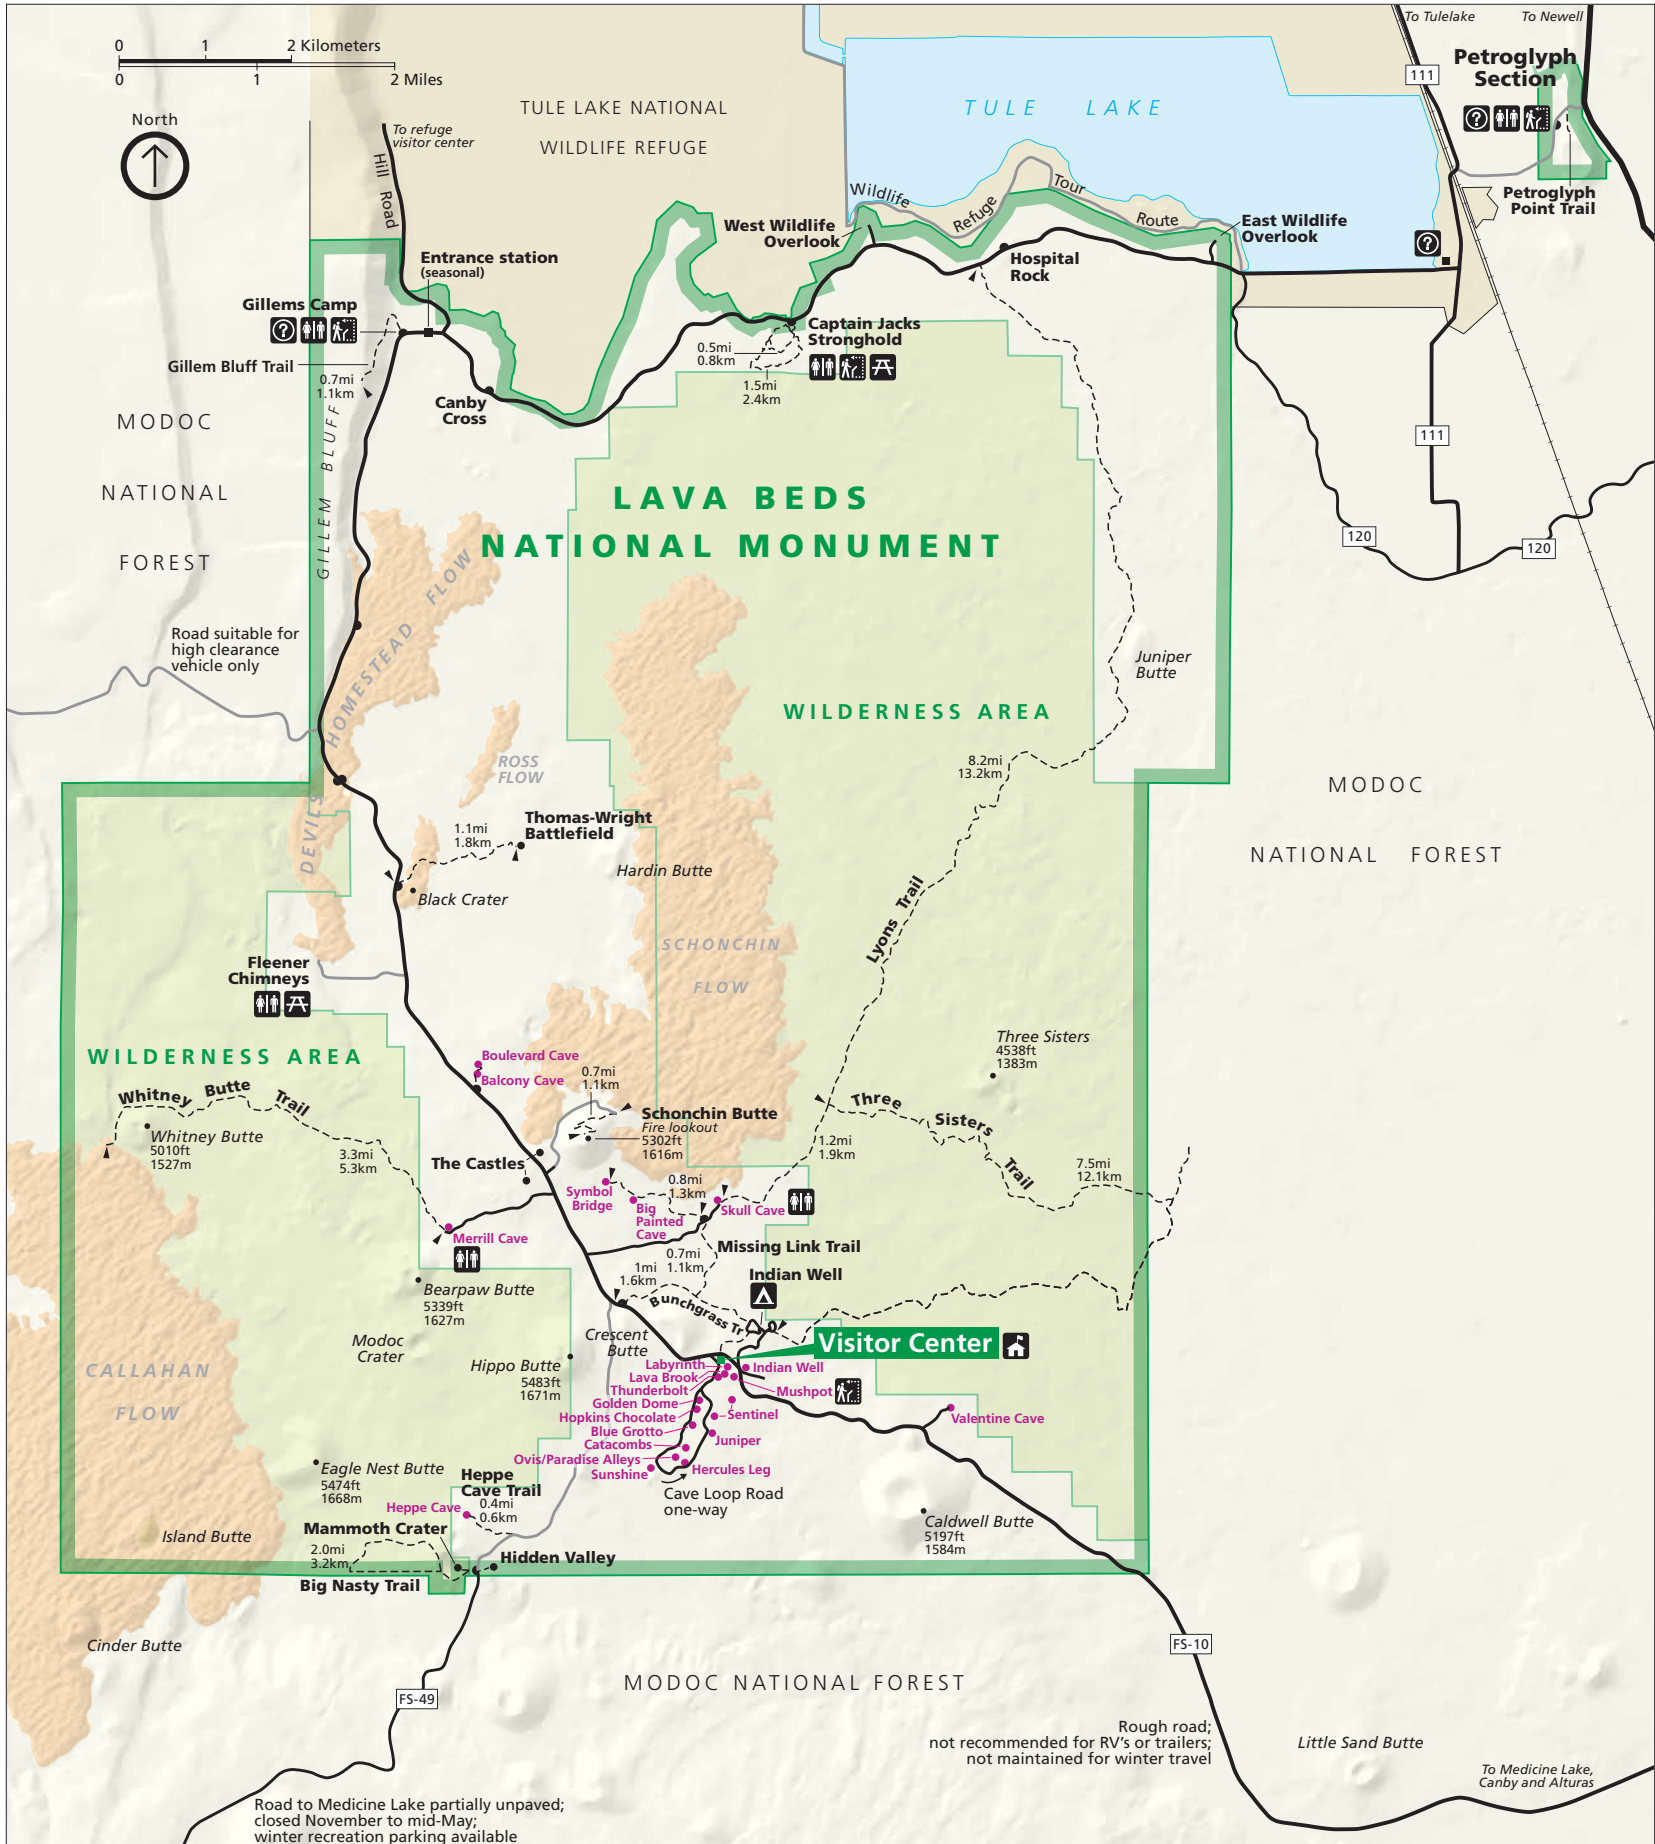 0 1 2 Kilometers
0 1 2 Miles
North
To refuge
visitor center
Hill Road
TULE LAKE NATIONAL
WILDLIFE REFUGE
TULE LAKE
To Tulelake
To Newell
111
Petroglyph
Section
Petroglyph
Point Trail
Wildlife Refuge Tour Route
West Wildlife
Overlook
East Wildlife
Overlook
Hospital
Rock
Entrance station
(seasonal)
Gillems Camp
Gillem Bluff Trail
0.7mi
1.1km
Canby
Cross
Captain Jacks
Stronghold
0.5mi
0.8km
1.5mi
2.4km
MODOC
NATIONAL
FOREST
GILLEM BLUFF
LAVA BEDS
NATIONAL MONUMENT
111
120
120
Road suitable for
high clearance
vehicle only
DEVILS HOMESTEAD FLOW
Juniper
Butte
WILDERNESS AREA
ROSS
FLOW
8.2mi
13.2km
MODOC
NATIONAL FOREST
Thomas-Wright
Battlefield
1.1mi
1.8km
Hardin Butte
Black Crater
Lyons Trail
SCHONCHIN
FLOW
Fleener
Chimneys
WILDERNESS AREA
Three Sisters
4538ft
1383m
Boulevard Cave
Balcony Cave
0.7mi
1.1km
Whitney Butte Trail
Whitney Butte
5010ft
1527m
3.3mi
5.3km
Schonchin Butte
Fire lookout
5302ft
1616m
Three Sisters Trail
1.2mi
1.9km
7.5mi
12.1km
The Castles
Symbol
Bridge
Big
Painted
Cave
0.8mi
1.3km
Skull Cave
Merrill Cave
Missing Link Trail
0.7mi
1.1km
1mi
1.6km
Indian Well
Bunchgrass Tr
Bearpaw Butte
5339ft
1627m
Modoc
Crater
Crescent
Butte
Visitor Center
Hippo Butte
5483ft
1671m
CALLAHAN
FLOW
Labyrinth
Lava Brook
Thunderbolt
Golden Dome
Hopkins Chocolate
Blue Grotto
Catacombs
Ovis/Paradise Alleys
Sunshine
Indian Well
Mushpot
Sentinel
Juniper
Hercules Leg
Valentine Cave
Cave Loop Road
one-way
Eagle Nest Butte
5474ft
1668m
Heppe
Cave Trail
Heppe Cave
0.4mi
0.6km
Caldwell Butte
5197ft
1584m
Island Butte
Mammoth Crater
2.0mi
3.2km
Hidden Valley
Big Nasty Trail
Cinder Butte
FS-10
FS-49
MODOC NATIONAL FOREST
Rough road;
not recommended for RV's or trailers;
not maintained for winter travel
Little Sand Butte
To Medicine Lake,
Canby and Alturas
Road to Medicine Lake partially unpaved;
closed November to mid-May;
winter recreation parking available